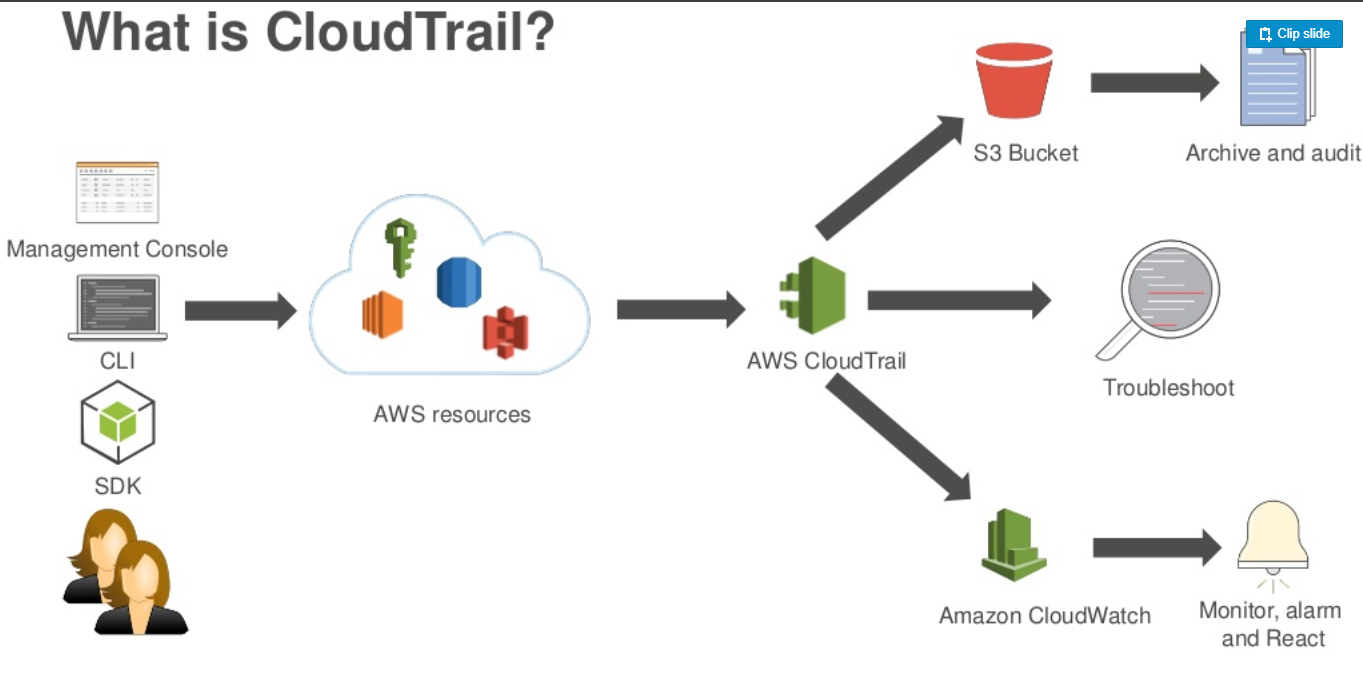 What is CloudTrail?
Clip slide
S3 Bucket
Archive and audit
Management Console
CLI
AWS resources
AWS CloudTrail
Troubleshoot
SDK
Amazon CloudWatch
Monitor, alarm
and React